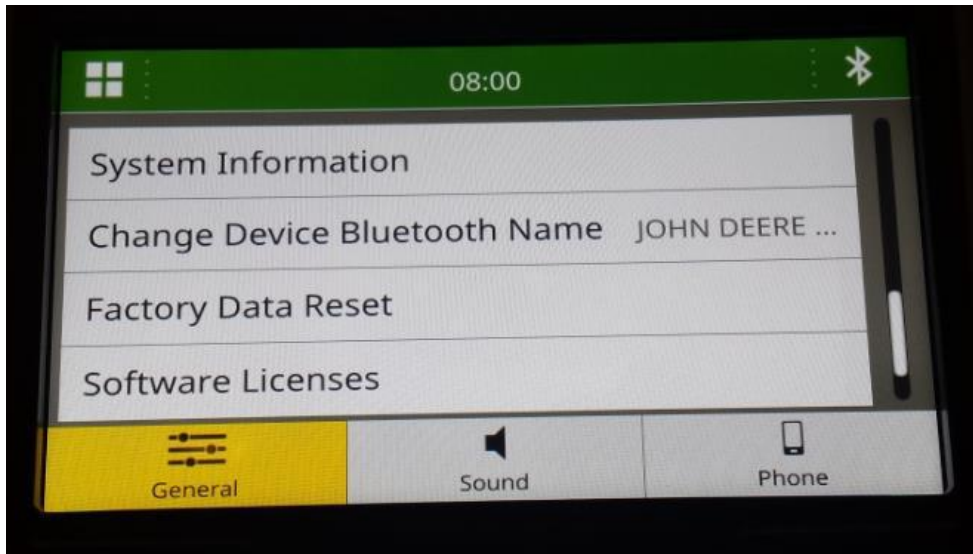 08:00
System Information
Change Device Bluetooth Name JOHN DEERE ...
Factory Data Reset
Software Licenses
General Sound Phone